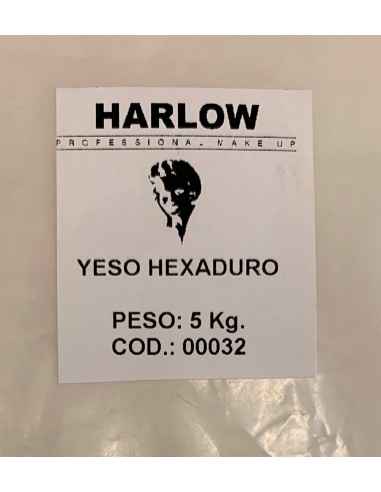 HARLOW
PROFESSIONAL MAKE UP
YESO HEXADURO
PESO: 5 Kg.
COD.: 00032